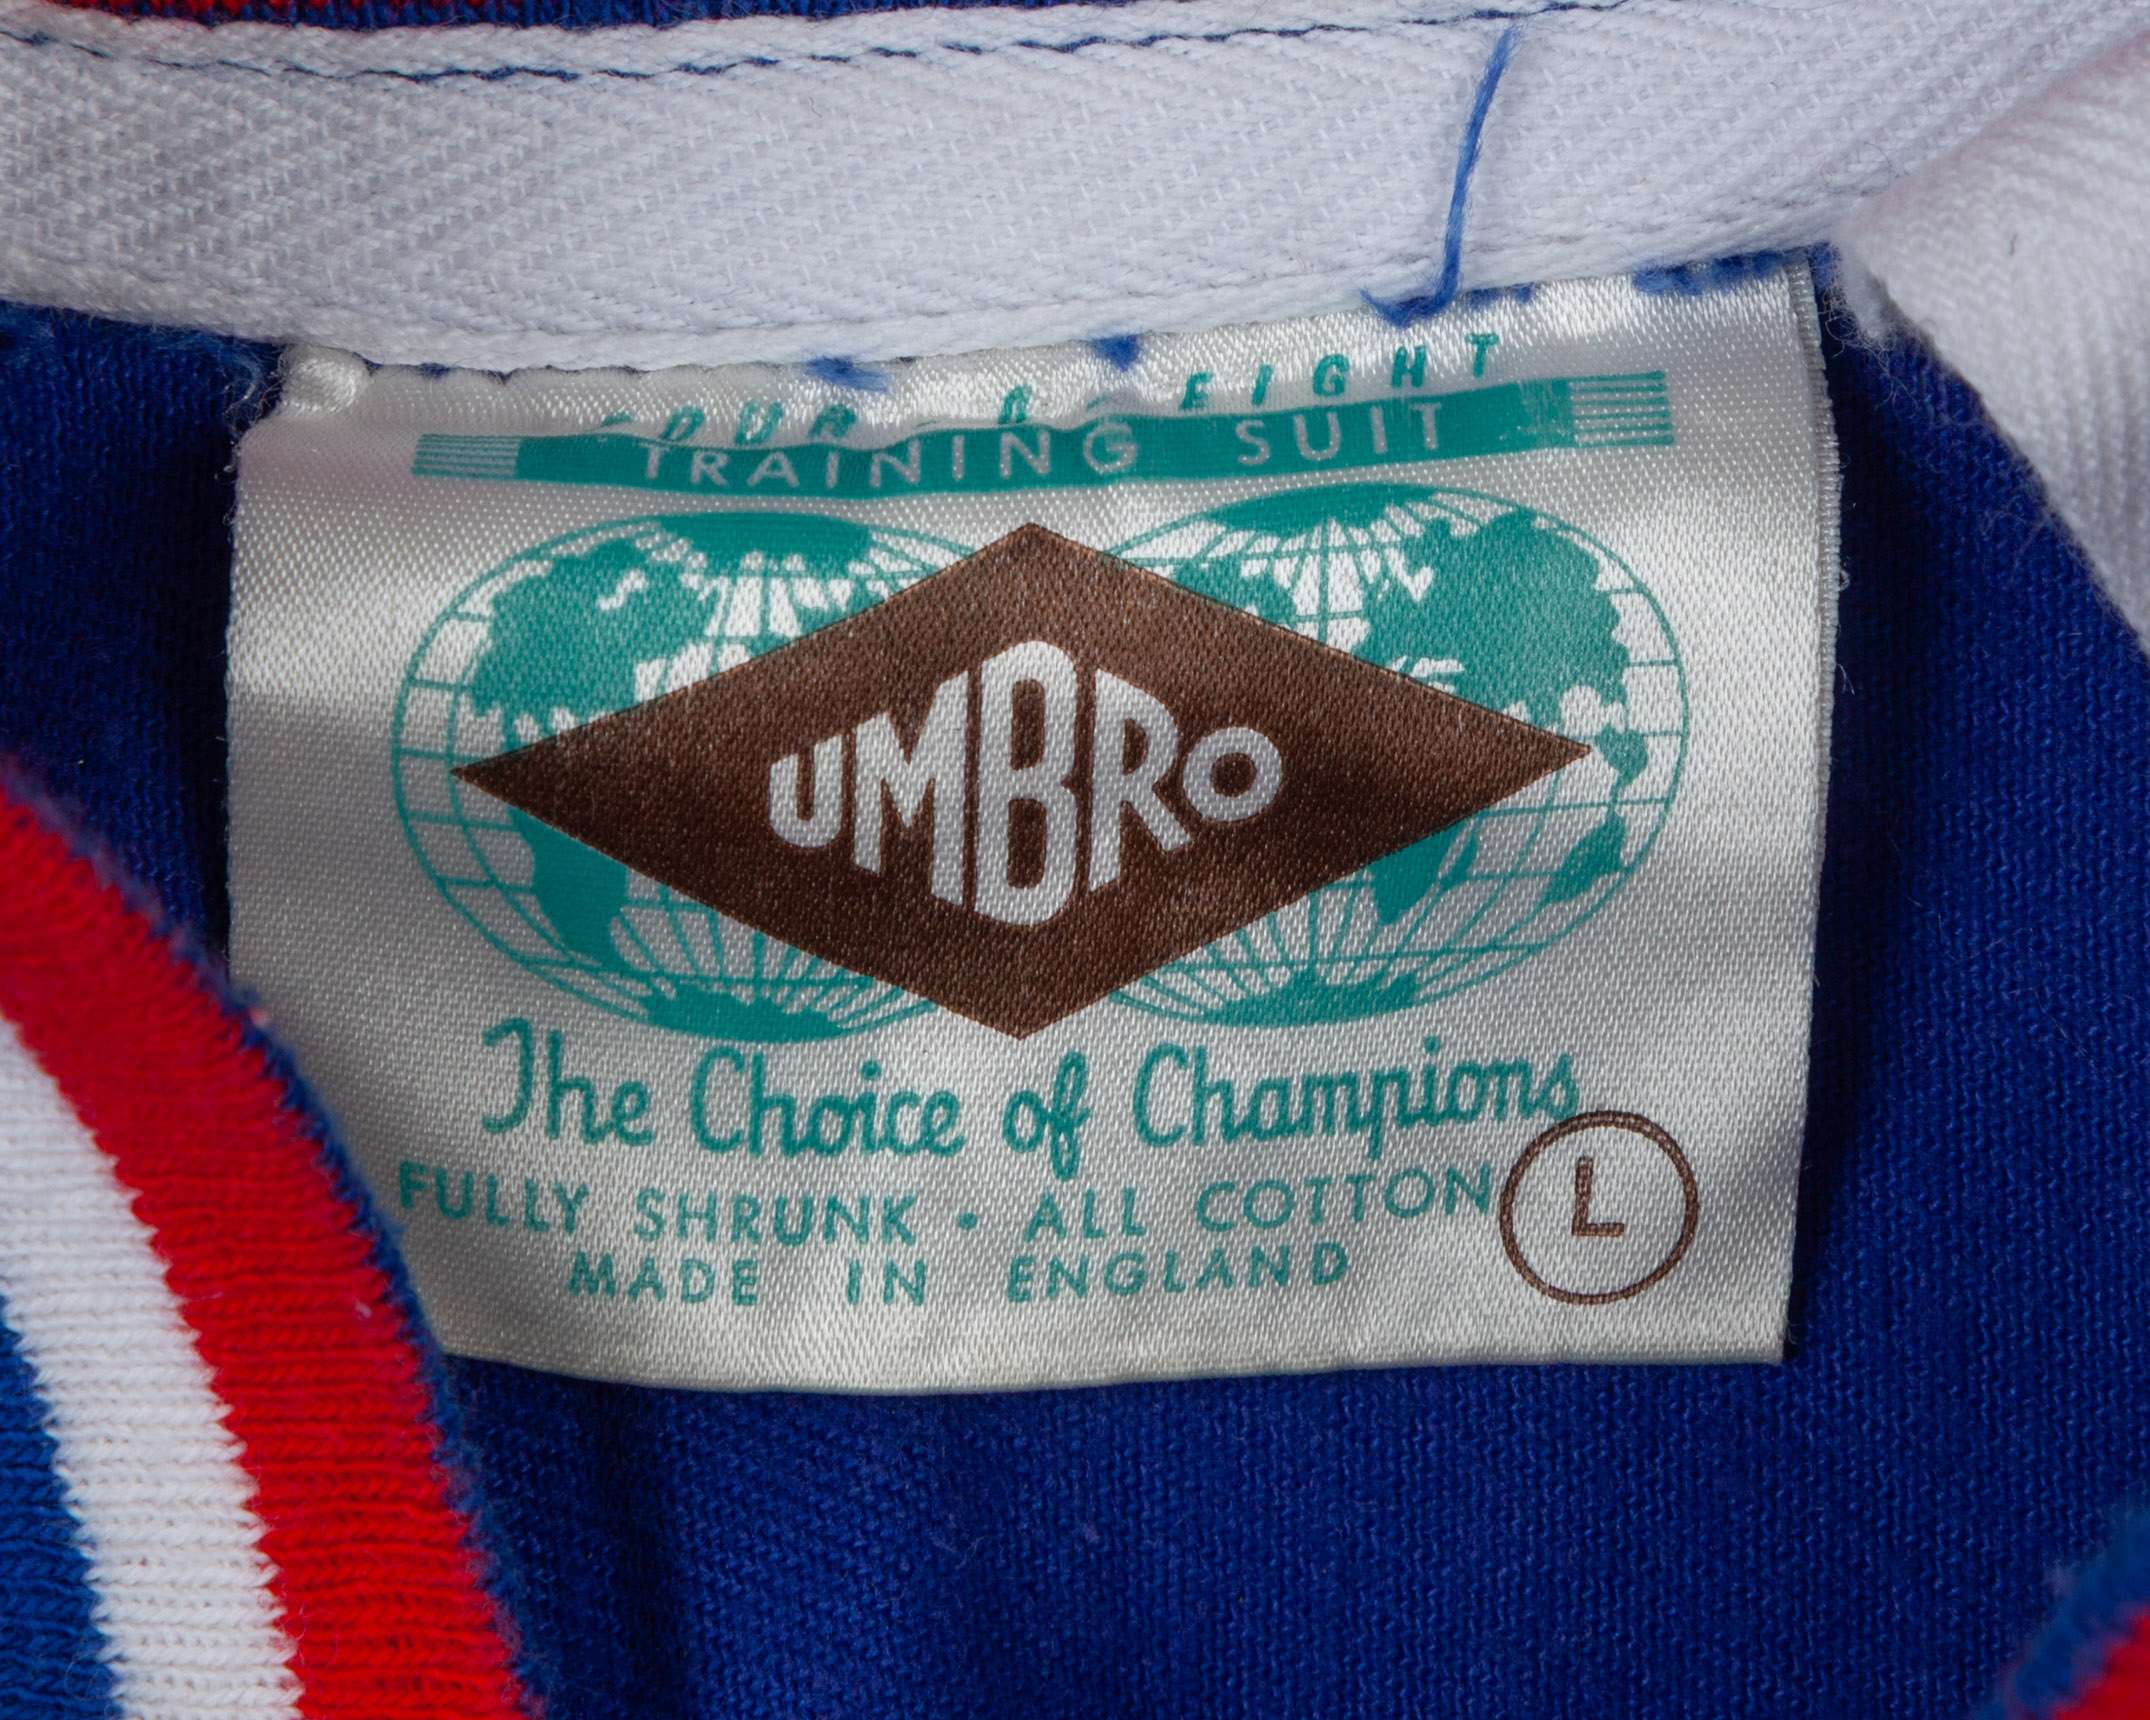 TRAINING SUIT
UMBRO
The Choice of Champions
FULLY SHRUNK · ALL COTTON
MADE IN ENGLAND
L